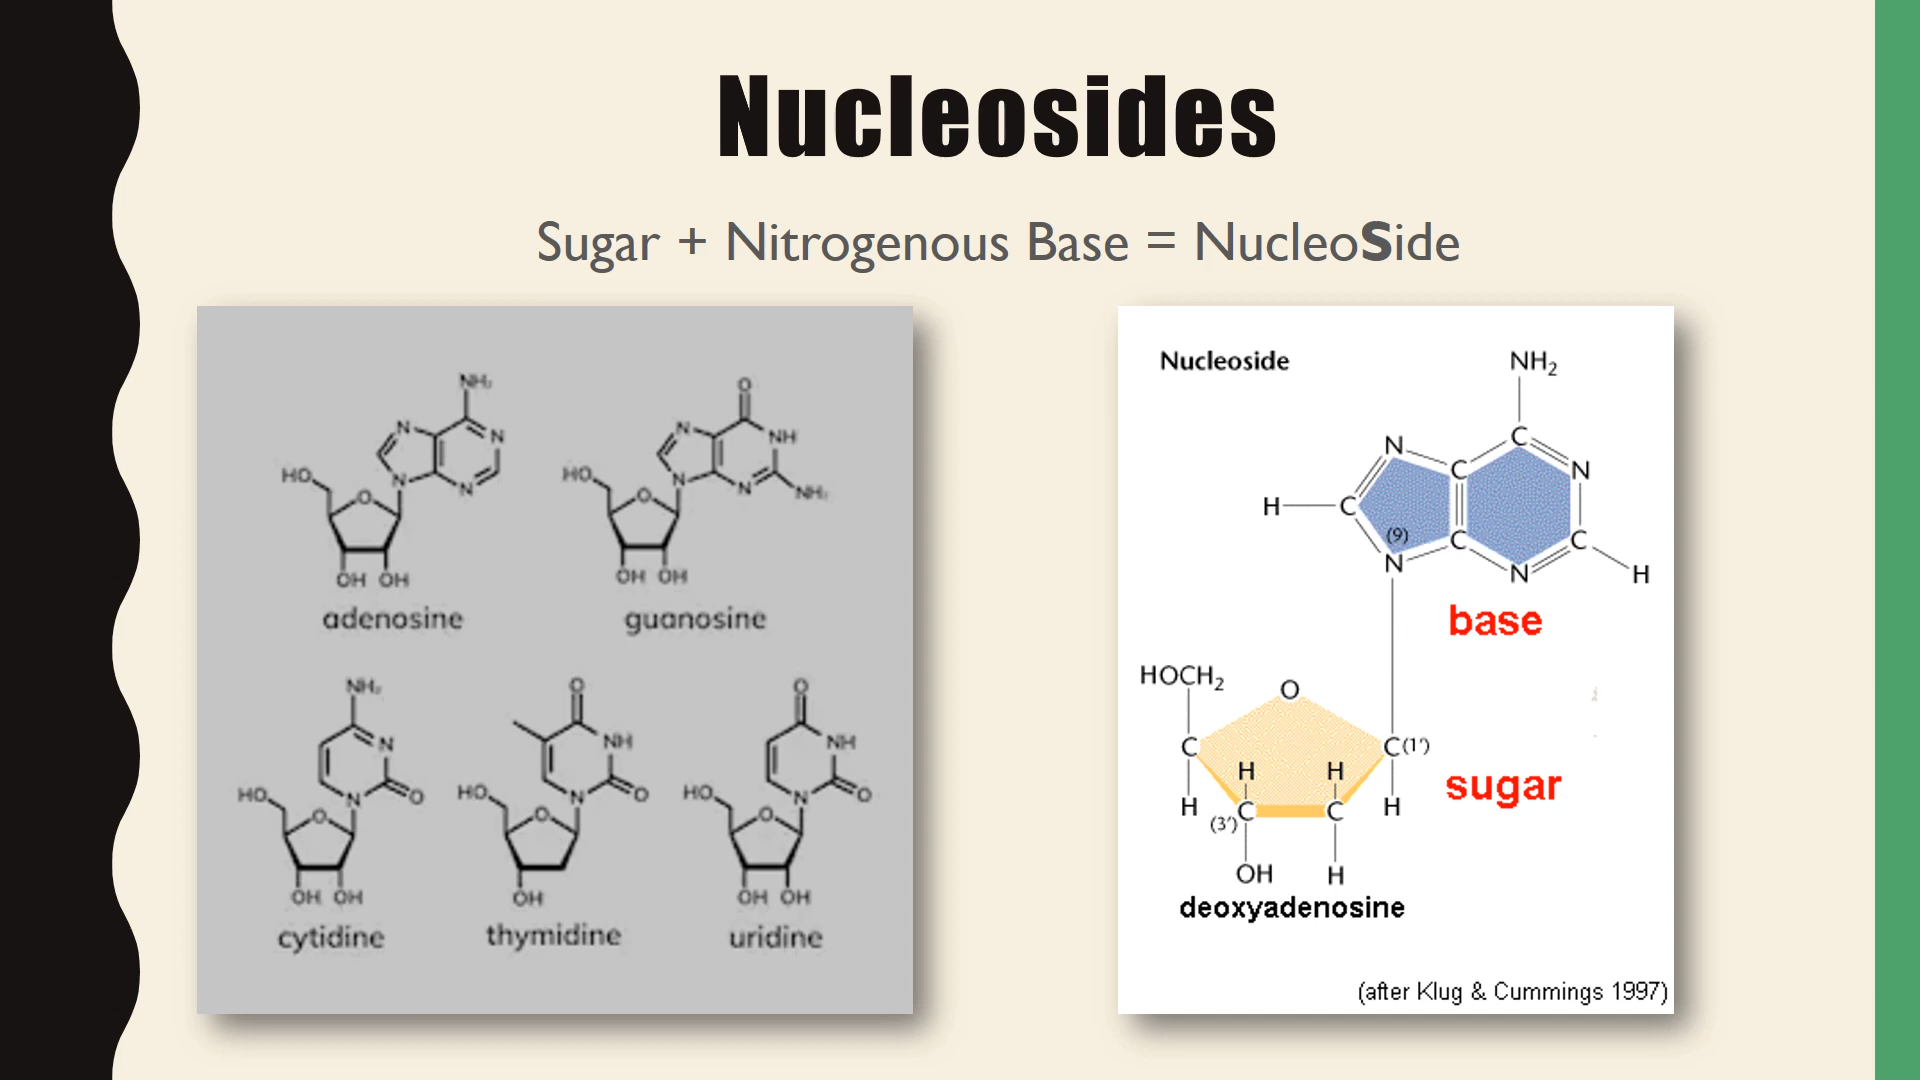 Nucleosides
Sugar + Nitrogenous Base = NucleoSide
NH₂
N
N
N
N
HO
O
OH OH
adenosine
O
N
NH
N
N
NH₂
HO
O
OH OH
guanosine
NH₂
N
N
O
HO
O
OH OH
cytidine
O
NH
N
O
HO
O
OH
thymidine
O
NH
N
O
HO
O
OH OH
uridine
Nucleoside
NH₂
C
N
C
N
H
C
(9)
C
C
N
N
H
base
HOCH₂
O
C
C(1')
H
H
sugar
H
H
(3')
C
C
OH
H
deoxyadenosine
(after Klug & Cummings 1997)